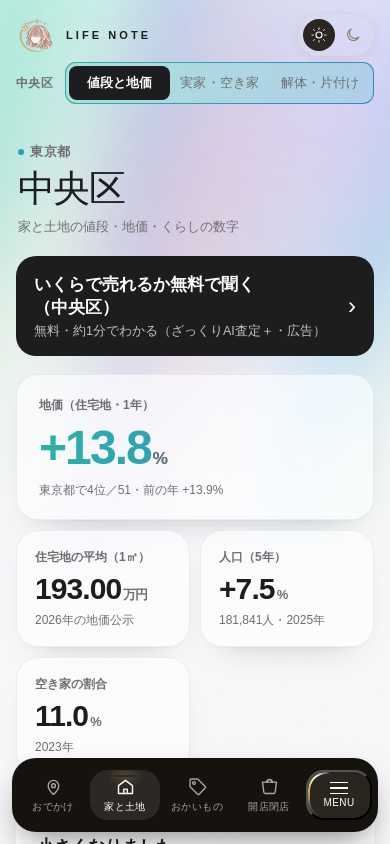 LIFE NOTE
中央区
値段と地価
実家・空き家
解体・片付け
東京都
中央区
家と土地の値段・地価・くらしの数字
いくらで売れるか無料で聞く
（中央区）
無料・約1分でわかる（ざっくりAI査定＋・広告）
地価（住宅地・1年）
+13.8%
東京都で4位／51・前の年 +13.9%
住宅地の平均（1㎡）
193.00万円
2026年の地価公示
人口（5年）
+7.5%
181,841人・2025年
空き家の割合
11.0%
2023年
おでかけ
家と土地
おかいもの
開店閉店
MENU